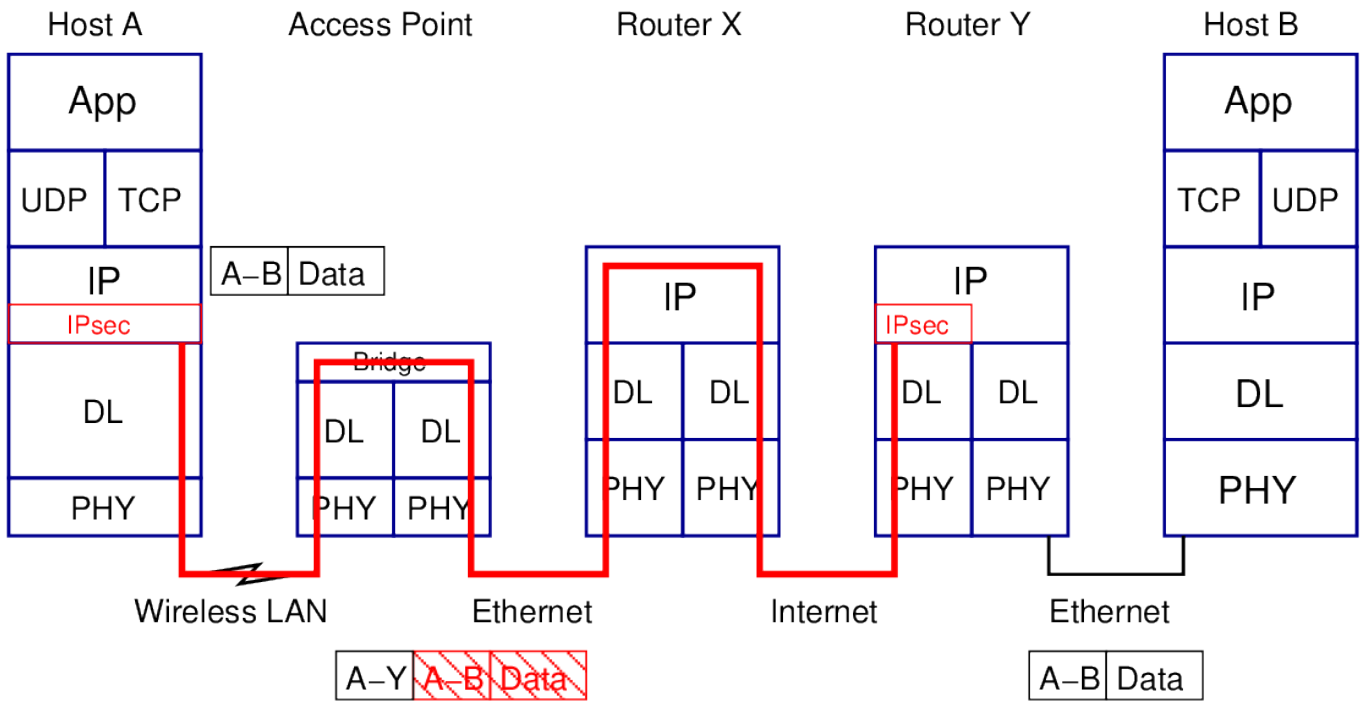 Host A Access Point Router X Router Y Host B
App App
UDP TCP TCP UDP
IP A–B Data IP IP IP
IPsec IPsec
Bridge
DL DL DL DL DL DL DL DL
PHY PHY PHY PHY PHY PHY PHY PHY
Wireless LAN Ethernet Internet Ethernet
A–Y A–B Data A–B Data